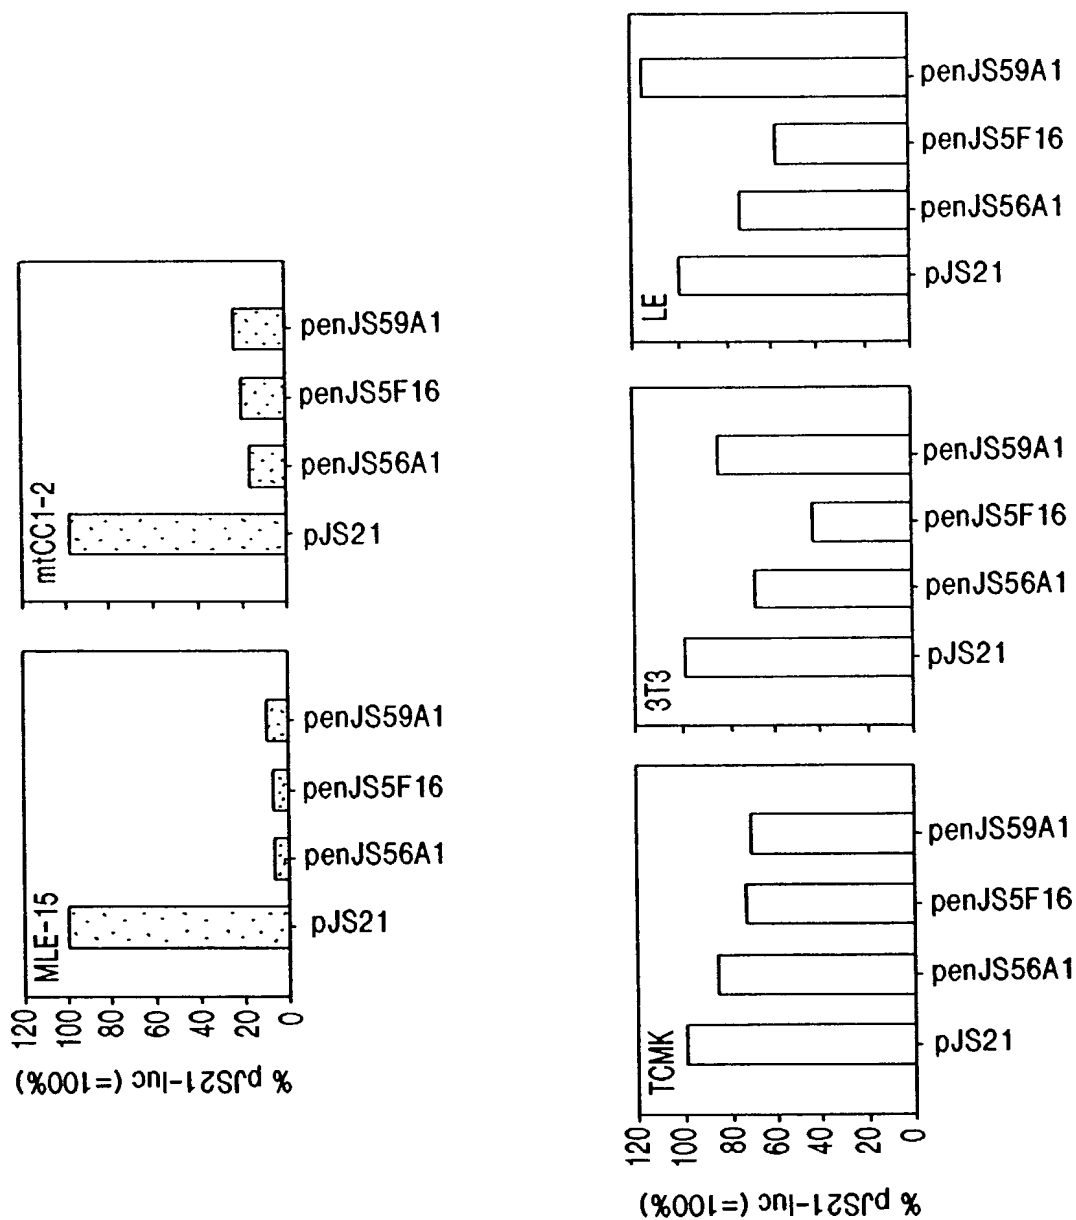 % pJS21-luc (=100%)
120
100
80
60
40
20
0
MLE-15
pJS21
penJS56A1
penJS5F16
penJS59A1
mtCC1-2
pJS21
penJS56A1
penJS5F16
penJS59A1
% pJS21-luc (=100%)
120
100
80
60
40
20
0
TCMK
pJS21
penJS56A1
penJS5F16
penJS59A1
3T3
pJS21
penJS56A1
penJS5F16
penJS59A1
LE
pJS21
penJS56A1
penJS5F16
penJS59A1